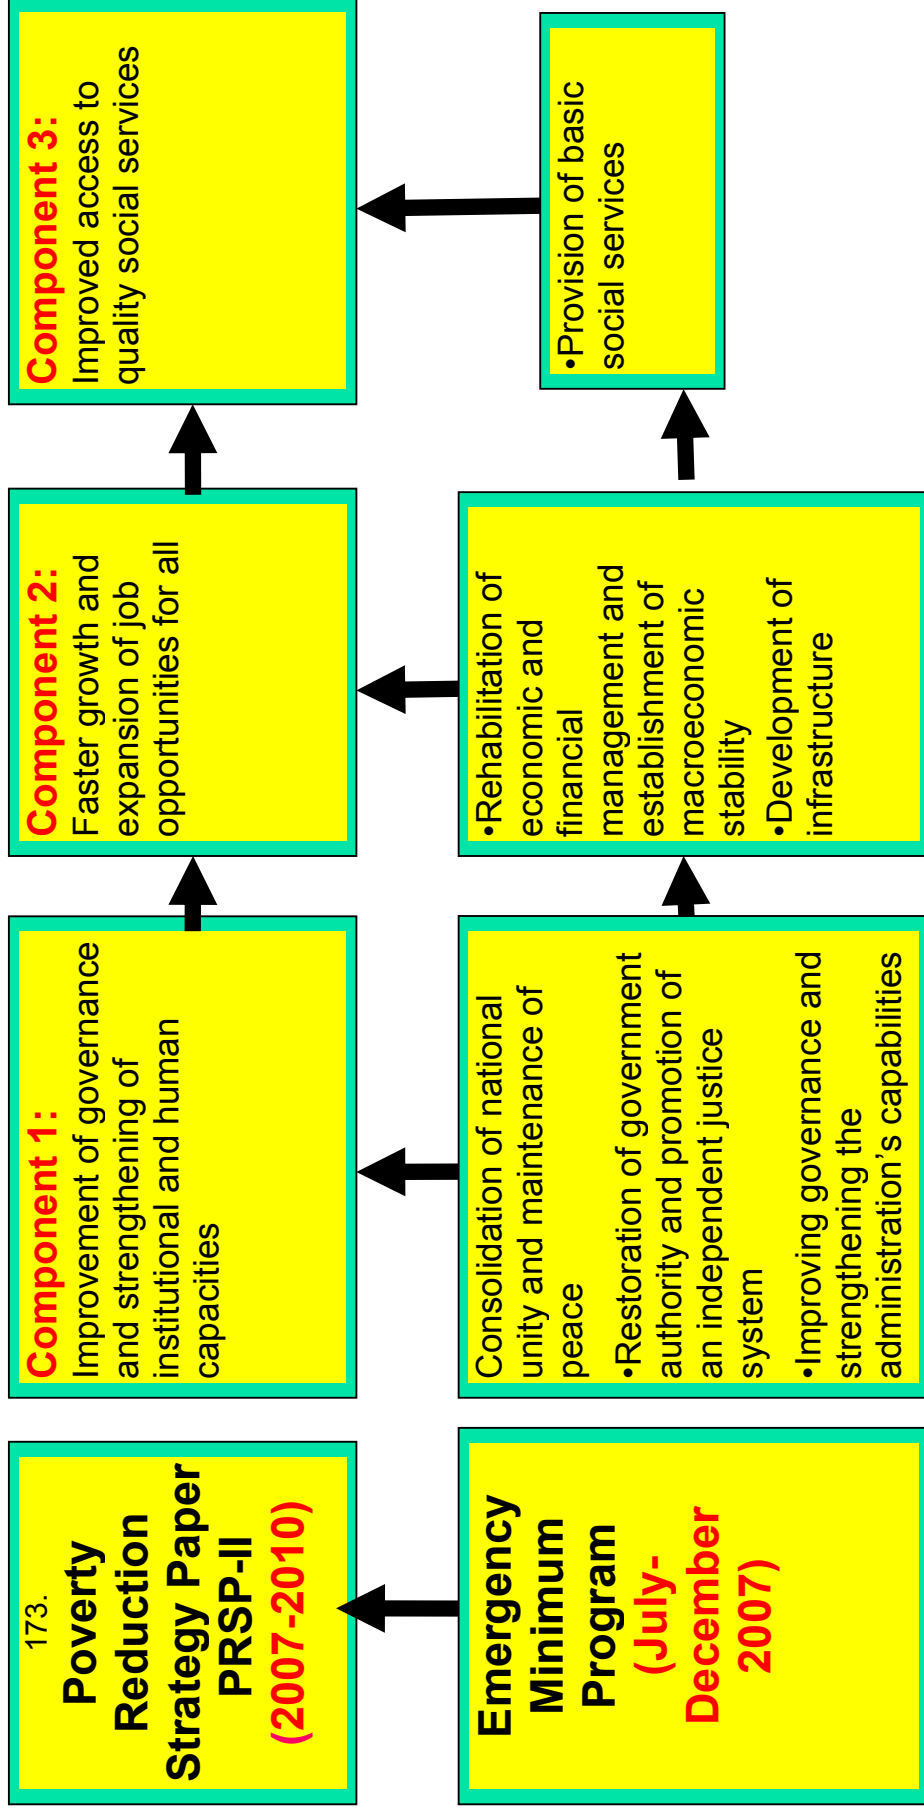 173.
Poverty
Reduction
Strategy Paper
PRSP-II
(2007-2010)
Component 1:
Improvement of governance
and strengthening of
institutional and human
capacities
Component 2:
Faster growth and
expansion of job
opportunities for all
Component 3:
Improved access to
quality social services
Emergency
Minimum
Program
(July-
December
2007)
Consolidation of national
unity and maintenance of
peace
•Restoration of government
authority and promotion of
an independent justice
system
•Improving governance and
strengthening the
administration’s capabilities
•Rehabilitation of
economic and
financial
management and
establishment of
macroeconomic
stability
•Development of
infrastructure
•Provision of basic
social services